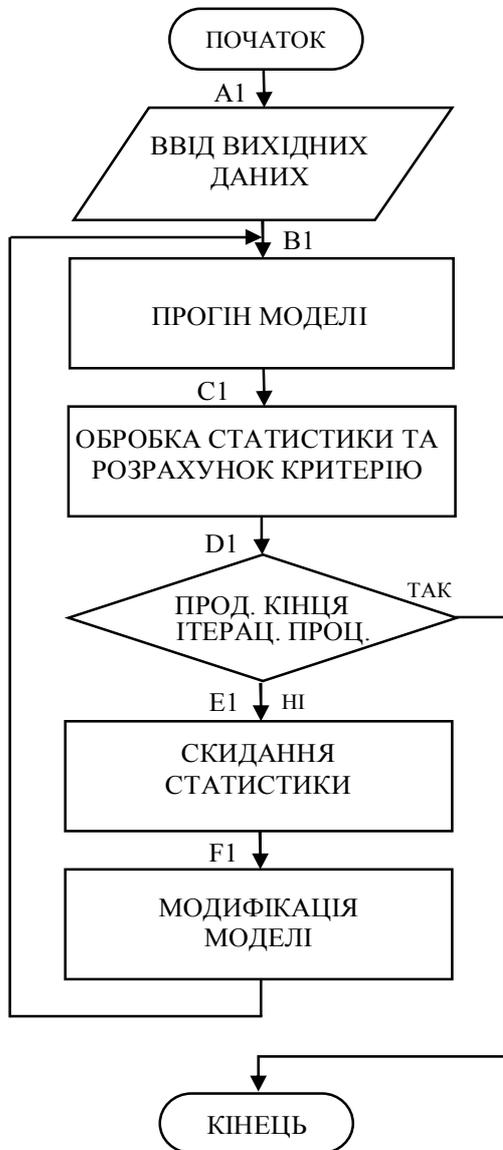 ПОЧАТОК
A1
ВВІД ВИХІДНИХ
ДАНИХ
B1
ПРОГІН МОДЕЛІ
C1
ОБРОБКА СТАТИСТИКИ ТА
РОЗРАХУНОК КРИТЕРІЮ
D1
ПРОД. КІНЦЯ
ІТЕРАЦ. ПРОЦ.
ТАК
E1 НІ
СКИДАННЯ
СТАТИСТИКИ
F1
МОДИФІКАЦІЯ
МОДЕЛІ
КІНЕЦЬ